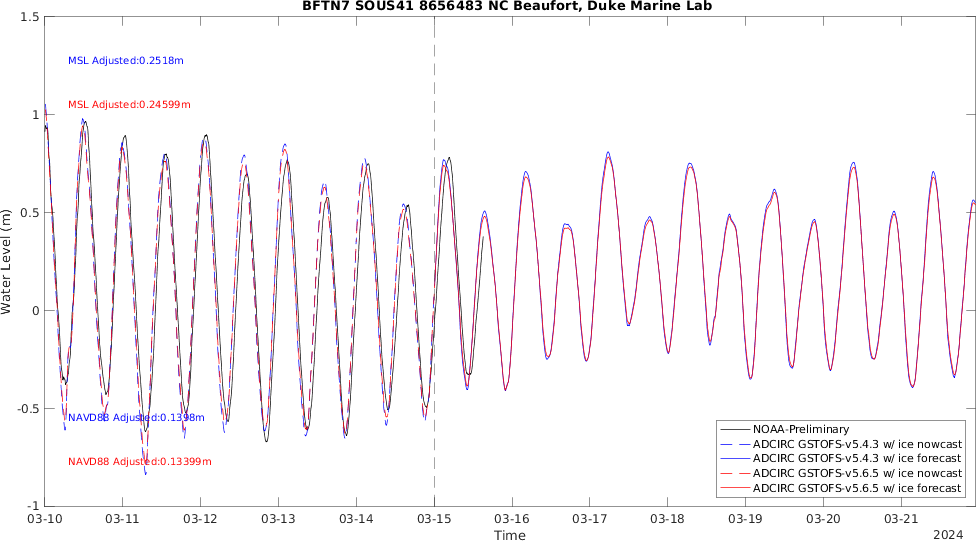 BFTN7 SOUS41 8656483 NC Beaufort, Duke Marine Lab
1.5
1
0.5
0
-0.5
-1
Water Level (m)
MSL Adjusted:0.2518m
MSL Adjusted:0.24599m
NAVD88 Adjusted:0.1398m
NAVD88 Adjusted:0.13399m
NOAA-Preliminary
ADCIRC GSTOFS-v5.4.3 w/ ice nowcast
ADCIRC GSTOFS-v5.4.3 w/ ice forecast
ADCIRC GSTOFS-v5.6.5 w/ ice nowcast
ADCIRC GSTOFS-v5.6.5 w/ ice forecast
03-10 03-11 03-12 03-13 03-14 03-15 03-16 03-17 03-18 03-19 03-20 03-21
Time
2024